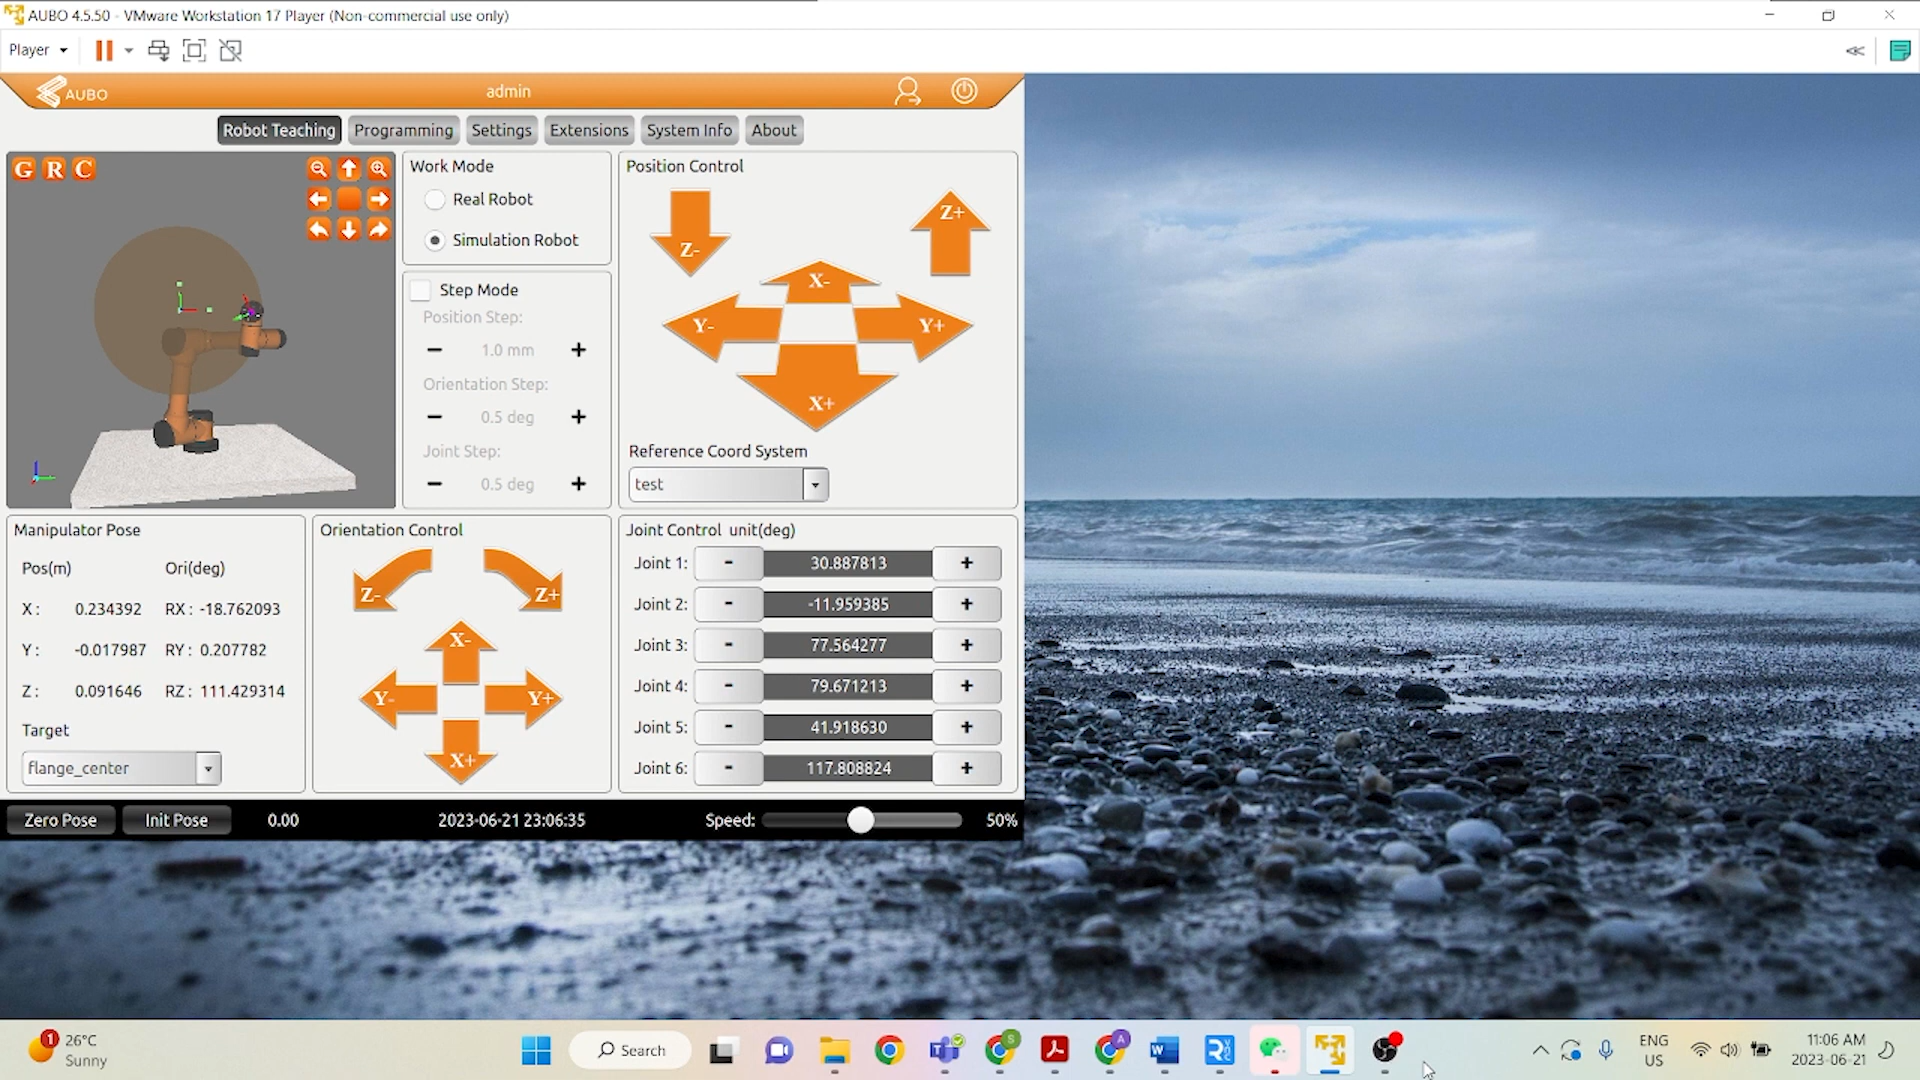 AUBO 4.5.50 - VMware Workstation 17 Player (Non-commercial use only)
Player
AUBO
admin
Robot Teaching
Programming
Settings
Extensions
System Info
About
G R C
Work Mode
Real Robot
Simulation Robot
Step Mode
Position Step:
- 1.0 mm +
Orientation Step:
- 0.5 deg +
Joint Step:
- 0.5 deg +
Position Control
Z-
Z+
X-
Y-
Y+
X+
Reference Coord System
test
Manipulator Pose
Pos(m) Ori(deg)
X : 0.234392 RX : -18.762093
Y : -0.017987 RY : 0.207782
Z : 0.091646 RZ : 111.429314
Target
flange_center
Orientation Control
Z-
Z+
X-
Y-
Y+
X+
Joint Control unit(deg)
Joint 1: - 30.887813 +
Joint 2: - -11.959385 +
Joint 3: - 77.564277 +
Joint 4: - 79.671213 +
Joint 5: - 41.918630 +
Joint 6: - 117.808824 +
Zero Pose
Init Pose
0.00
2023-06-21 23:06:35
Speed:
50%
1
26°C
Sunny
Search
S
A
ENG
US
11:06 AM
2023-06-21